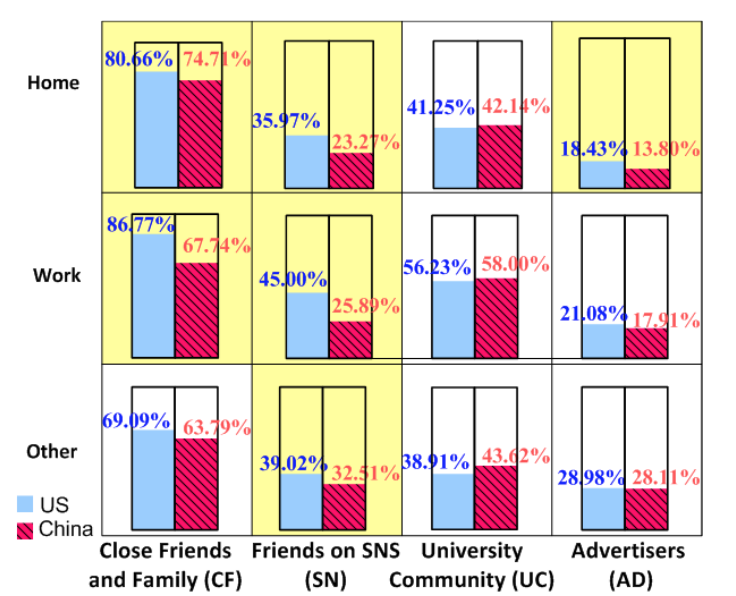 Home
80.66% 74.71%
35.97% 23.27%
41.25% 42.14%
18.43% 13.80%
Work
86.77% 67.74%
45.00% 25.89%
56.23% 58.00%
21.08% 17.91%
Other
69.09% 63.79%
39.02% 32.51%
38.91% 43.62%
28.98% 28.11%
US
China
Close Friends
and Family (CF)
Friends on SNS
(SN)
University
Community (UC)
Advertisers
(AD)